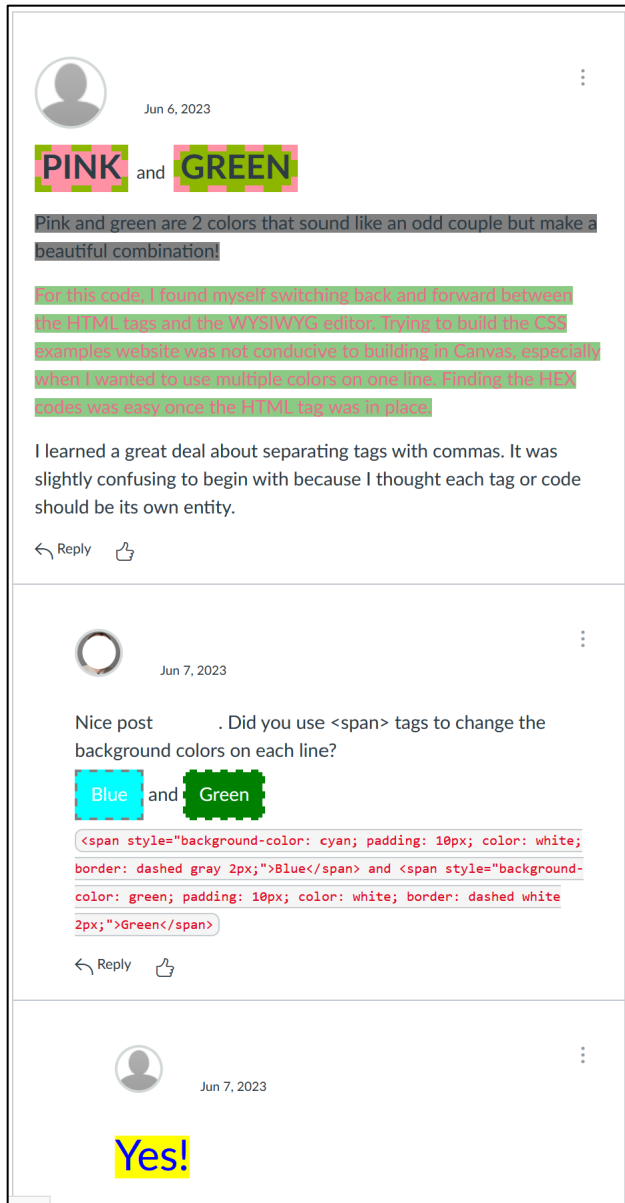 Jun 6, 2023
PINK and GREEN
Pink and green are 2 colors that sound like an odd couple but make a
beautiful combination!
For this code, I found myself switching back and forward between
the HTML tags and the WYSIWYG editor. Trying to build the CSS
examples website was not conducive to building in Canvas, especially
when I wanted to use multiple colors on one line. Finding the HEX
codes was easy once the HTML tag was in place.
I learned a great deal about separating tags with commas. It was
slightly confusing to begin with because I thought each tag or code
should be its own entity.
Reply
Jun 7, 2023
Nice post . Did you use <span> tags to change the
background colors on each line?
Blue and Green
<span style="background-color: cyan; padding: 10px; color: white;
border: dashed gray 2px;">Blue</span> and <span style="background-
color: green; padding: 10px; color: white; border: dashed white
2px;">Green</span>
Reply
Jun 7, 2023
Yes!